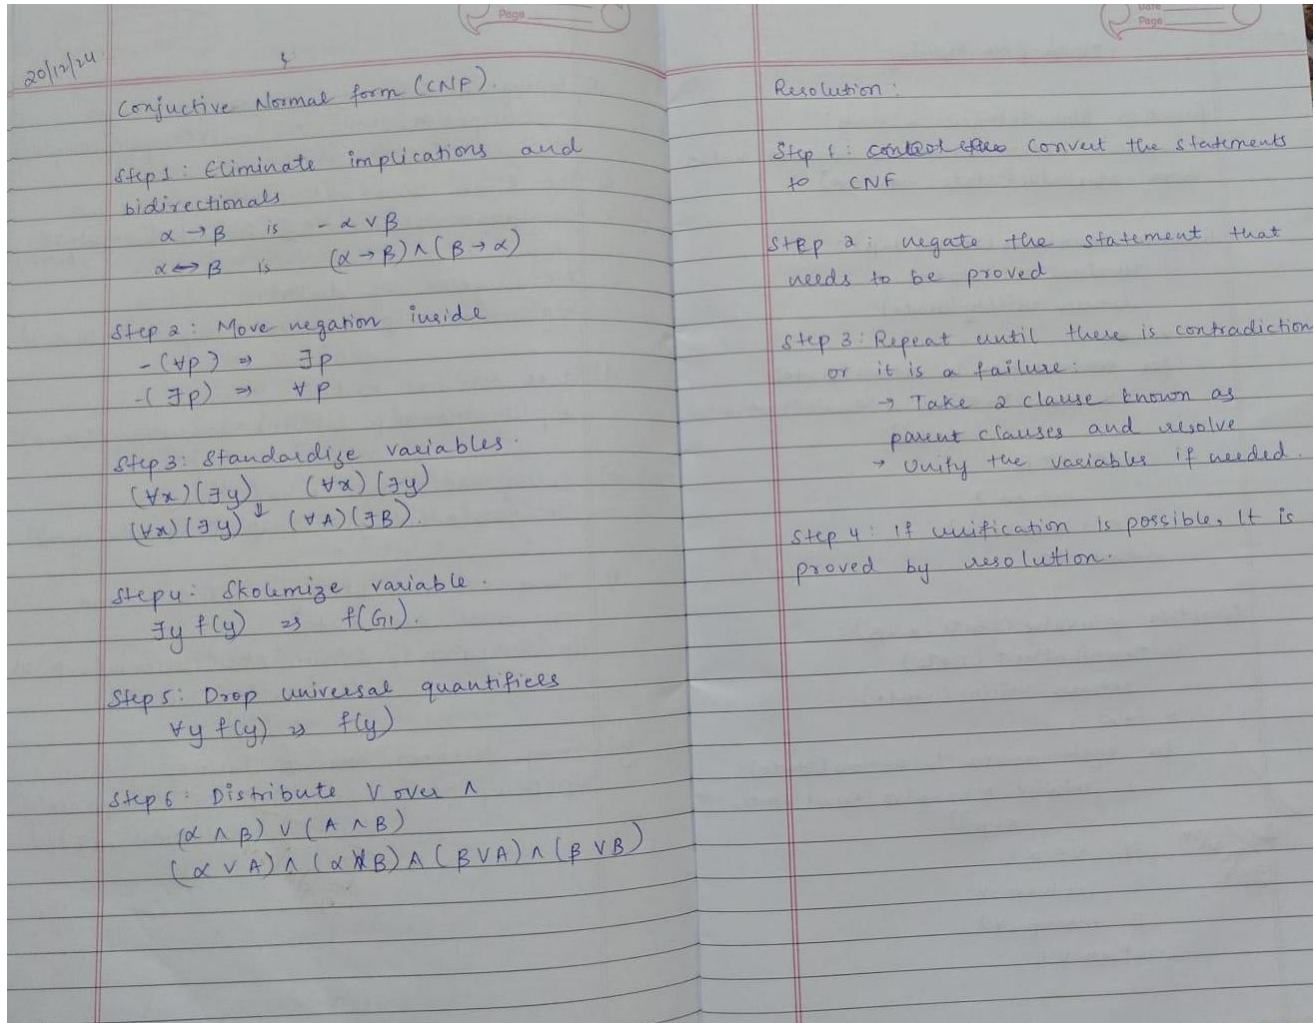 Page
20/12/24
Conjuctive Normal form (CNF).
Step 1: Eliminate implications and
bidirectionals
α → β is - α ∨ β
α ↔ β is (α → β) ∧ (β → α)
Step 2: Move negation inside
- (∀p) ⇒ ∃p
-( ∃p) ⇒ ∀p
Step 3: Standardize variables.
(∀x) (∃y) (∀x) (∃y)
↓
(∀x) (∃y) (∀A) (∃B).
Step 4: Skolemize variable.
∃y f(y) ⇒ f(G1).
Step 5: Drop universal quantifiers
∀y f(y) ⇒ f(y)
Step 6: Distribute ∨ over ∧
(α ∧ β) ∨ (A ∧ B)
(α ∨ A) ∧ (α ∨ B) ∧ (β ∨ A) ∧ (β ∨ B)
Date
Page
Resolution:
Step 1: Convert the statements
to CNF
Step 2: negate the statement that
needs to be proved
Step 3: Repeat until there is contradiction
or it is a failure:
→ Take 2 clause known as
parent clauses and resolve
→ Unify the variables if needed.
Step 4: If unification is possible, It is
proved by resolution.